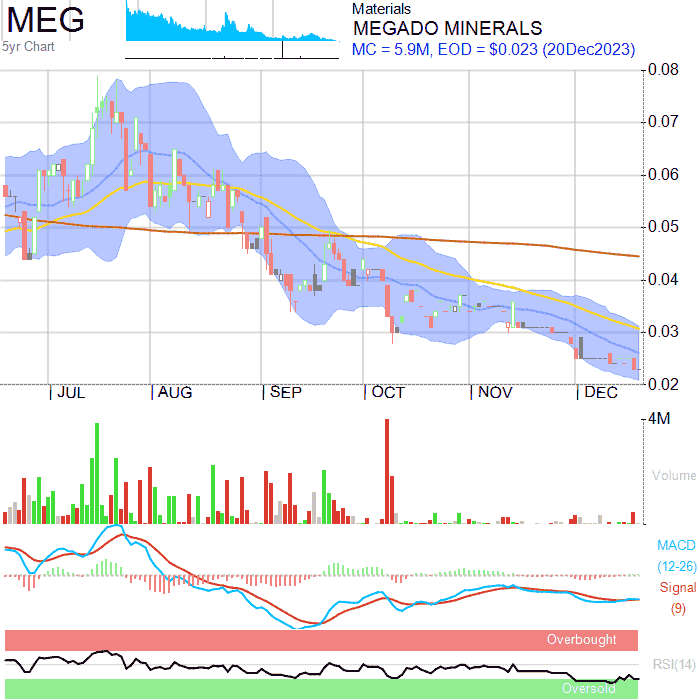 MEG
5yr Chart
Materials
MEGADO MINERALS
MC = 5.9M, EOD = $0.023 (20Dec2023)
0.08
0.07
0.06
0.05
0.04
0.03
0.02
JUL AUG SEP OCT NOV DEC
4M
Volume
MACD
(12-26)
Signal
(9)
Overbought
RSI(14)
Oversold